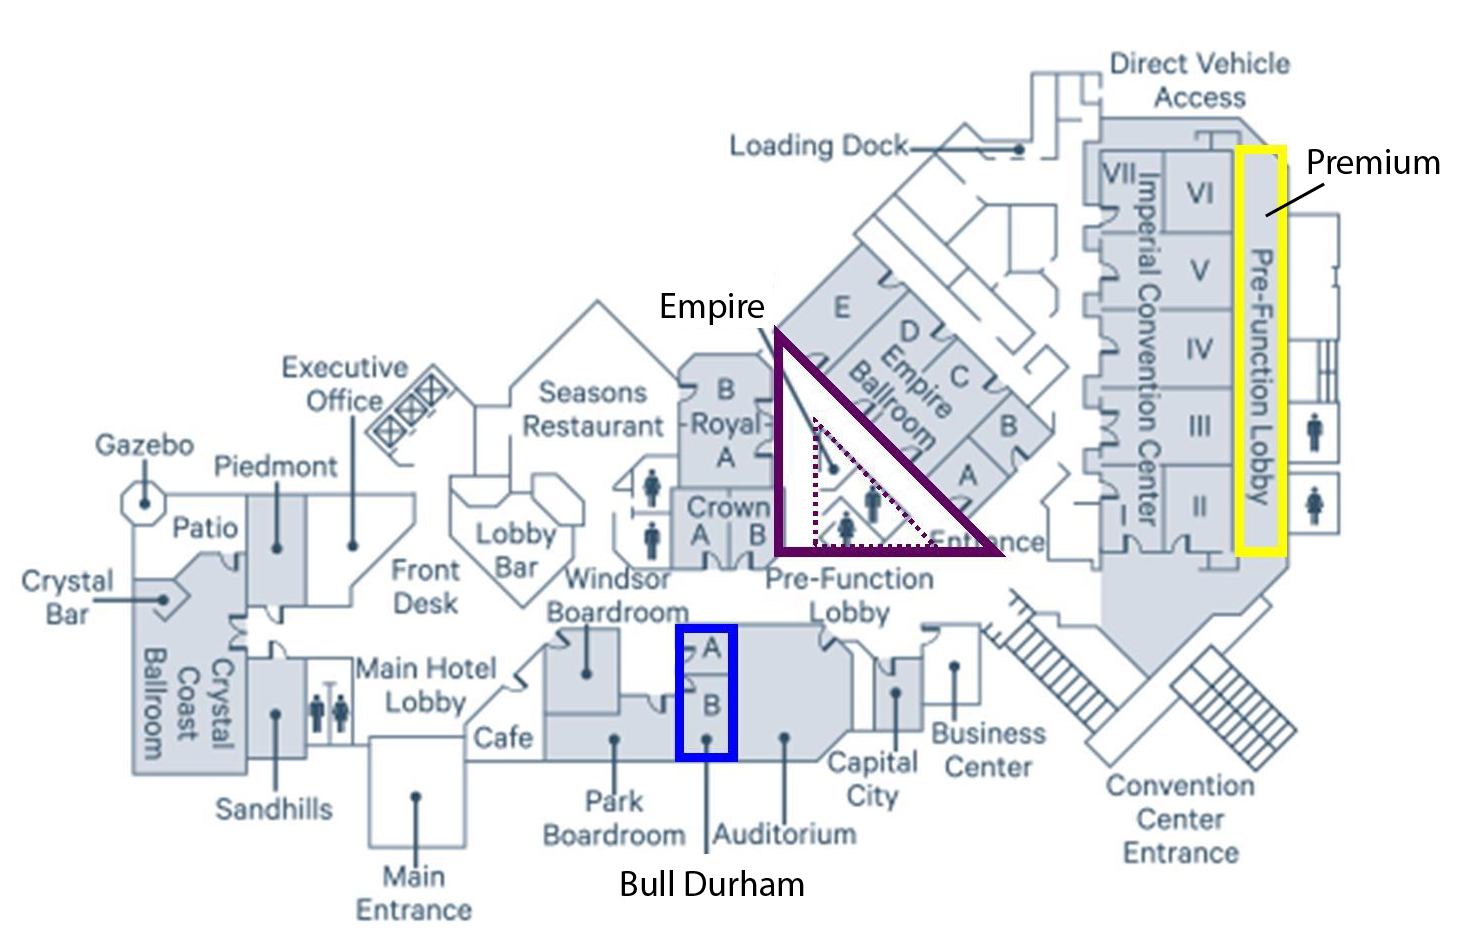 Direct Vehicle
Access
Loading Dock
Premium
VII
VI
Imperial Convention Center
V
IV
III
II
Pre-Function Lobby
Empire
E
D
Empire
Ballroom
C
B
A
Executive
Office
Seasons
Restaurant
B
Royal
A
Gazebo
Piedmont
Patio
Crown
A
B
Entrance
Lobby
Bar
Front
Desk
Windsor
Boardroom
Pre-Function
Lobby
Crystal
Bar
Crystal
Coast
Ballroom
Main Hotel
Lobby
A
B
Cafe
Sandhills
Park
Boardroom
Auditorium
Capital
City
Business
Center
Convention
Center
Entrance
Main
Entrance
Bull Durham